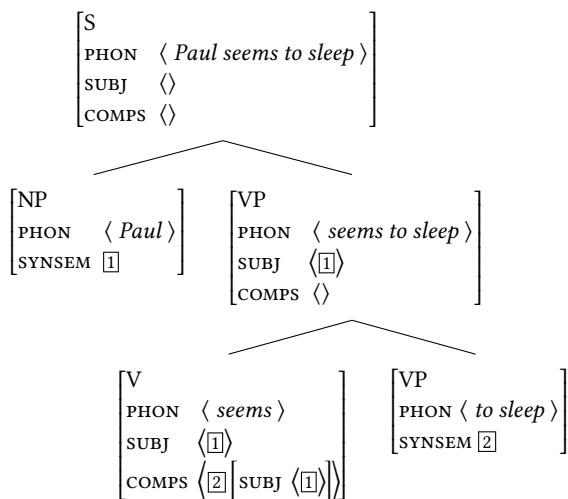 S
PHON ⟨ Paul seems to sleep ⟩
SUBJ ⟨⟩
COMPS ⟨⟩
NP
PHON ⟨ Paul ⟩
SYNSEM 1
VP
PHON ⟨ seems to sleep ⟩
SUBJ ⟨1⟩
COMPS ⟨⟩
V
PHON ⟨ seems ⟩
SUBJ ⟨1⟩
COMPS ⟨2[SUBJ ⟨1⟩]⟩
VP
PHON ⟨ to sleep ⟩
SYNSEM 2